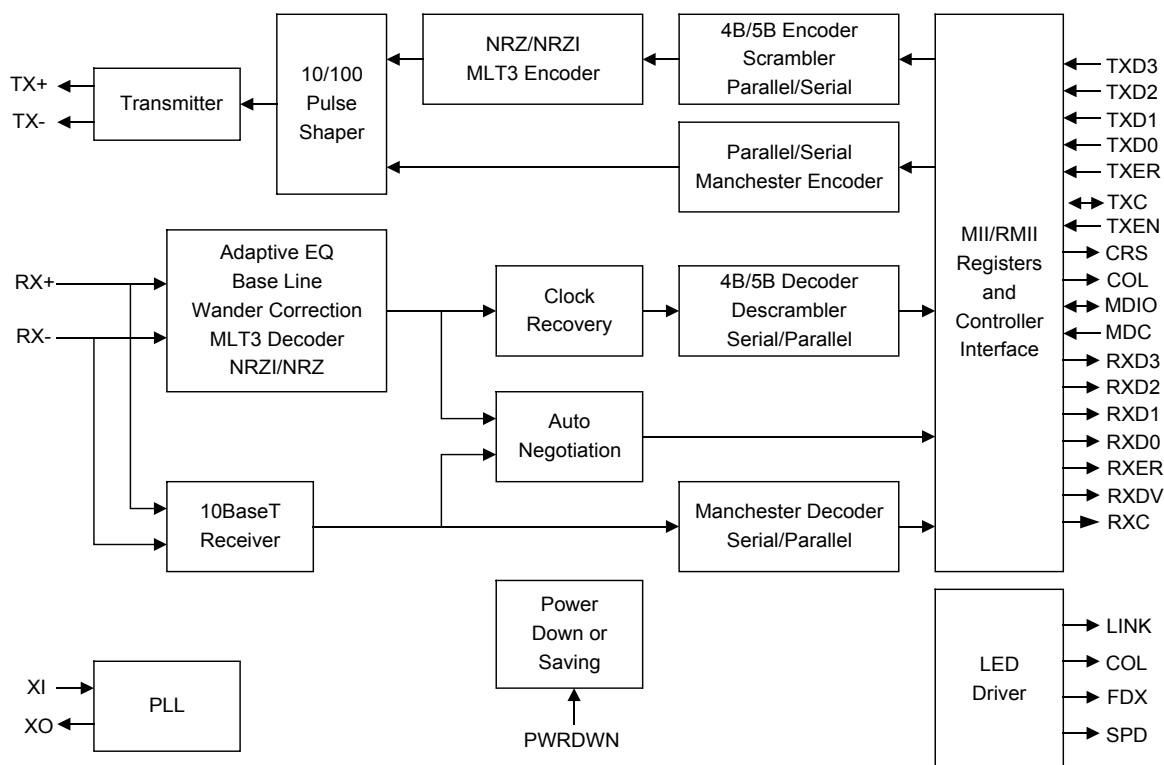 TX+
TX-
Transmitter
10/100
Pulse
Shaper
NRZ/NRZI
MLT3 Encoder
4B/5B Encoder
Scrambler
Parallel/Serial
Parallel/Serial
Manchester Encoder
RX+
RX-
Adaptive EQ
Base Line
Wander Correction
MLT3 Decoder
NRZI/NRZ
Clock
Recovery
4B/5B Decoder
Descrambler
Serial/Parallel
Auto
Negotiation
10BaseT
Receiver
Manchester Decoder
Serial/Parallel
MII/RMII
Registers
and
Controller
Interface
TXD3
TXD2
TXD1
TXD0
TXER
TXC
TXEN
CRS
COL
MDIO
MDC
RXD3
RXD2
RXD1
RXD0
RXER
RXDV
RXC
Power
Down or
Saving
PWRDWN
XI
XO
PLL
LED
Driver
LINK
COL
FDX
SPD